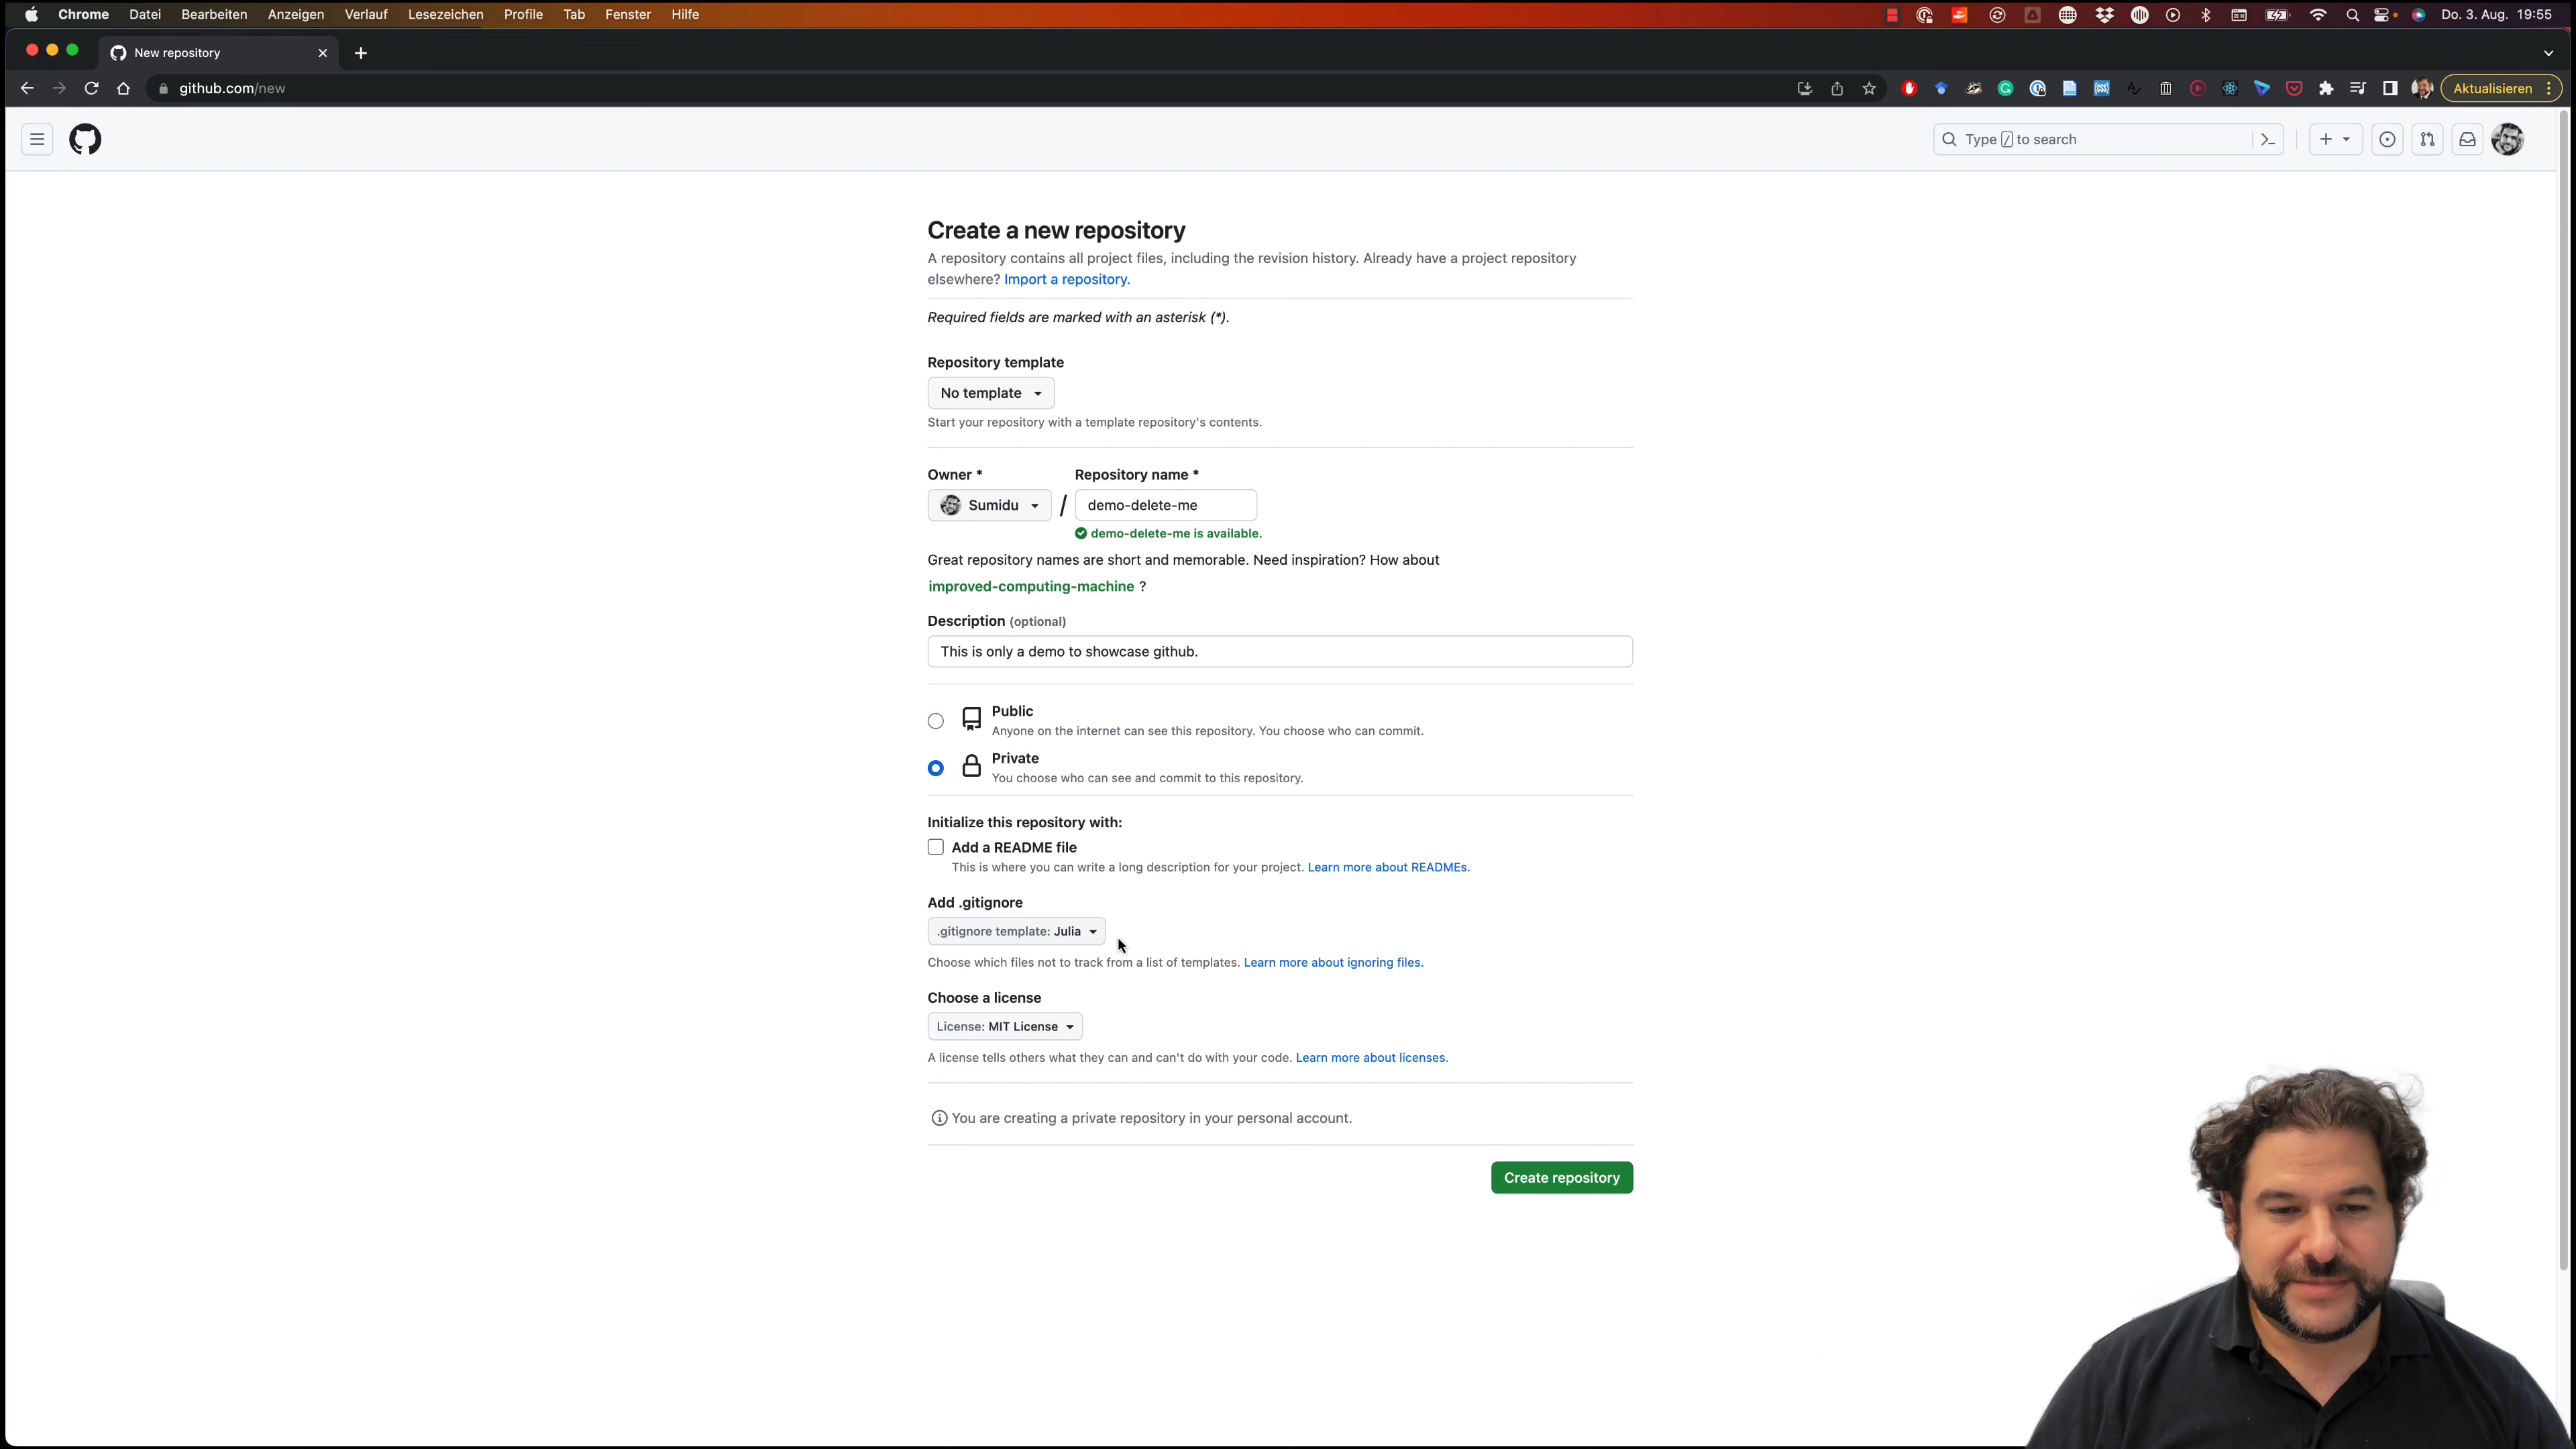 Chrome Datei Bearbeiten Anzeigen Verlauf Lesezeichen Profile Tab Fenster Hilfe Do. 3. Aug. 19:55
New repository
github.com/new Aktualisieren
Type / to search
Create a new repository
A repository contains all project files, including the revision history. Already have a project repository
elsewhere? Import a repository.
Required fields are marked with an asterisk (*).
Repository template
No template
Start your repository with a template repository's contents.
Owner * Repository name *
Sumidu / demo-delete-me
demo-delete-me is available.
Great repository names are short and memorable. Need inspiration? How about
improved-computing-machine ?
Description (optional)
This is only a demo to showcase github.
Public
Anyone on the internet can see this repository. You choose who can commit.
Private
You choose who can see and commit to this repository.
Initialize this repository with:
Add a README file
This is where you can write a long description for your project. Learn more about READMEs.
Add .gitignore
.gitignore template: Julia
Choose which files not to track from a list of templates. Learn more about ignoring files.
Choose a license
License: MIT License
A license tells others what they can and can't do with your code. Learn more about licenses.
You are creating a private repository in your personal account.
Create repository